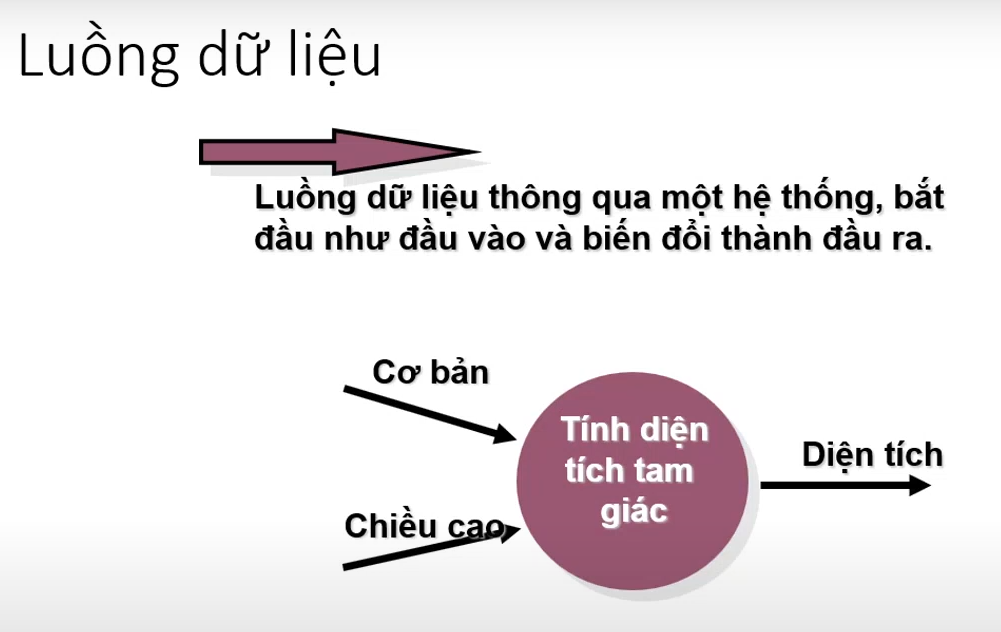 Luồng dữ liệu
Luồng dữ liệu thông qua một hệ thống, bắt
đầu như đầu vào và biến đổi thành đầu ra.
Cơ bản
Tính diện
tích tam
giác
Diện tích
Chiều cao